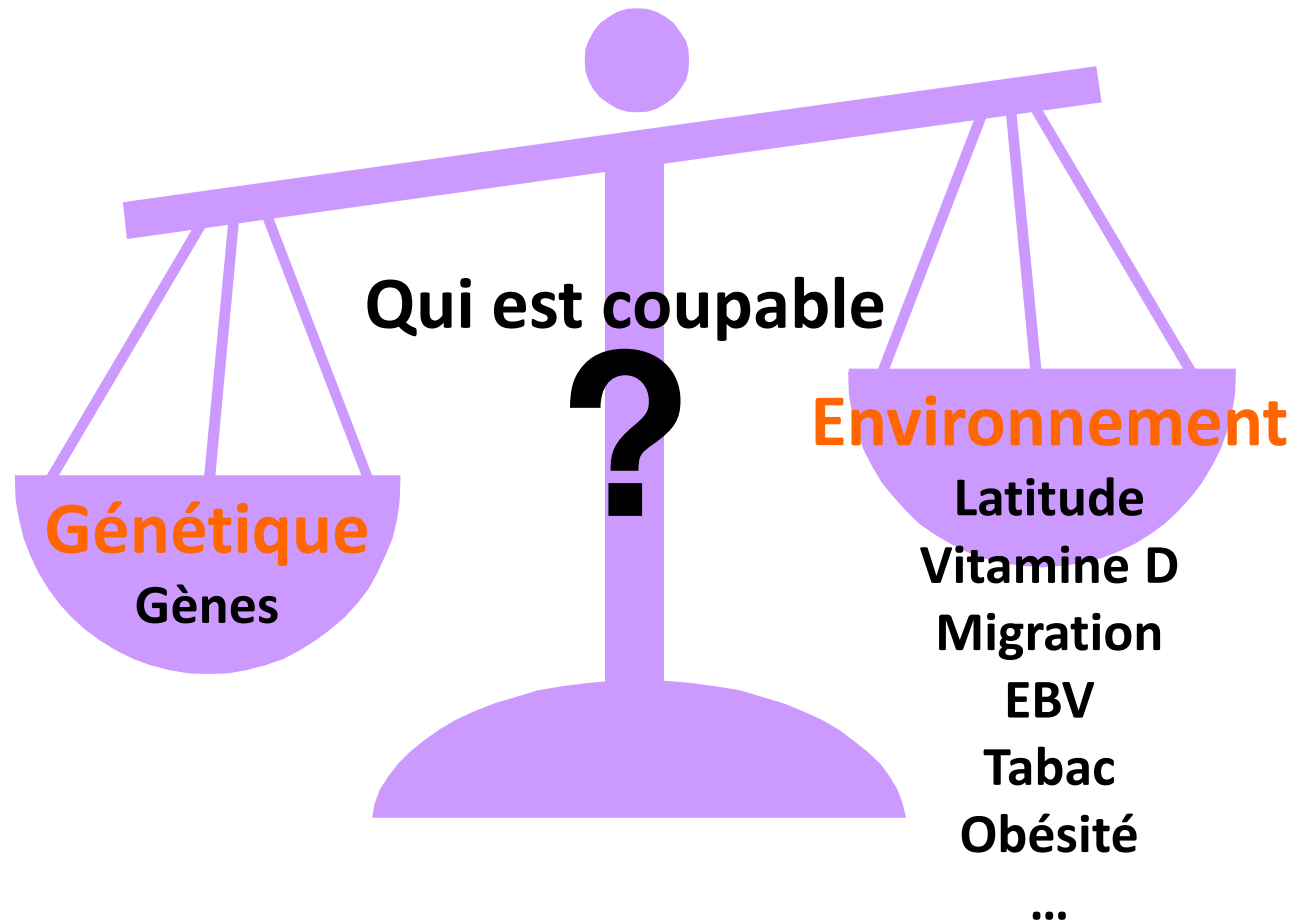 Qui est coupable
?
Génétique
Gènes
Environnement
Latitude
Vitamine D
Migration
EBV
Tabac
Obésité
...